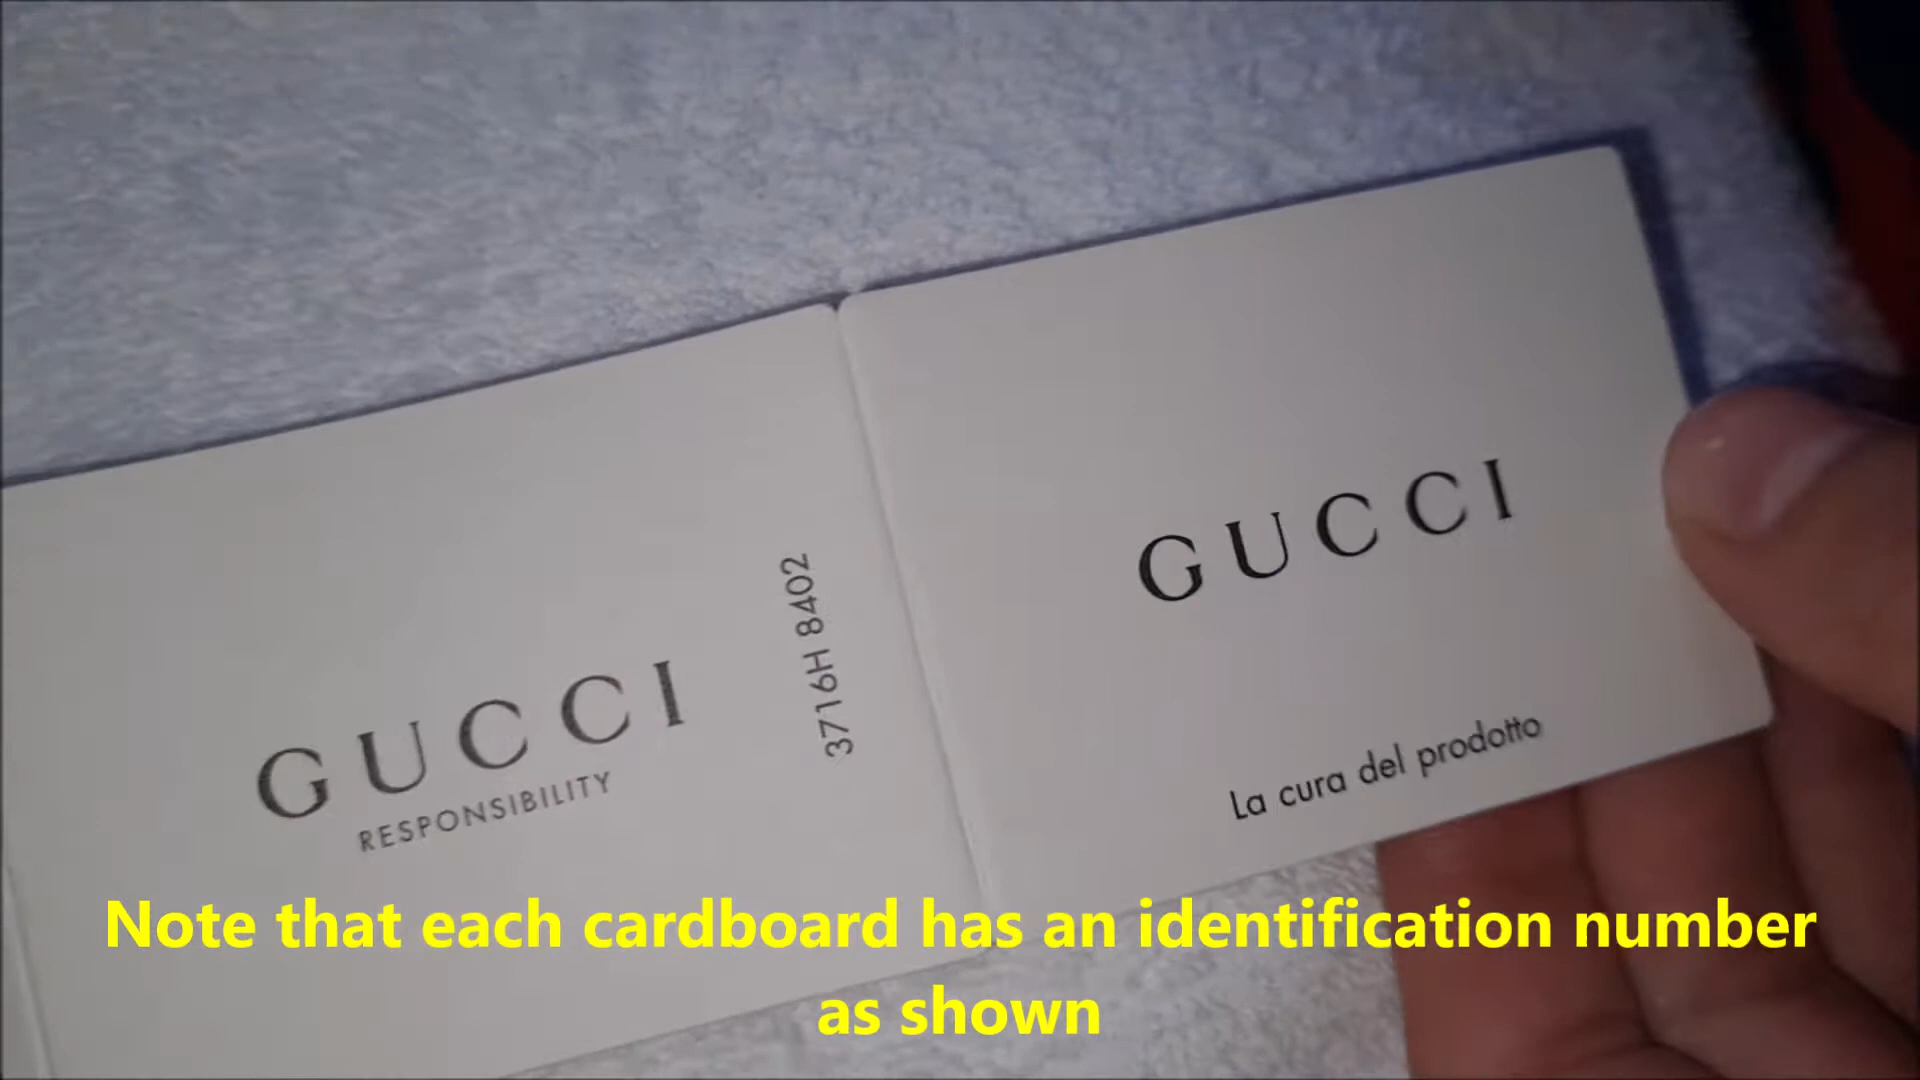 GUCCI
RESPONSIBILITY
3716H 8402
GUCCI
La cura del prodotto
Note that each cardboard has an identification number
as shown